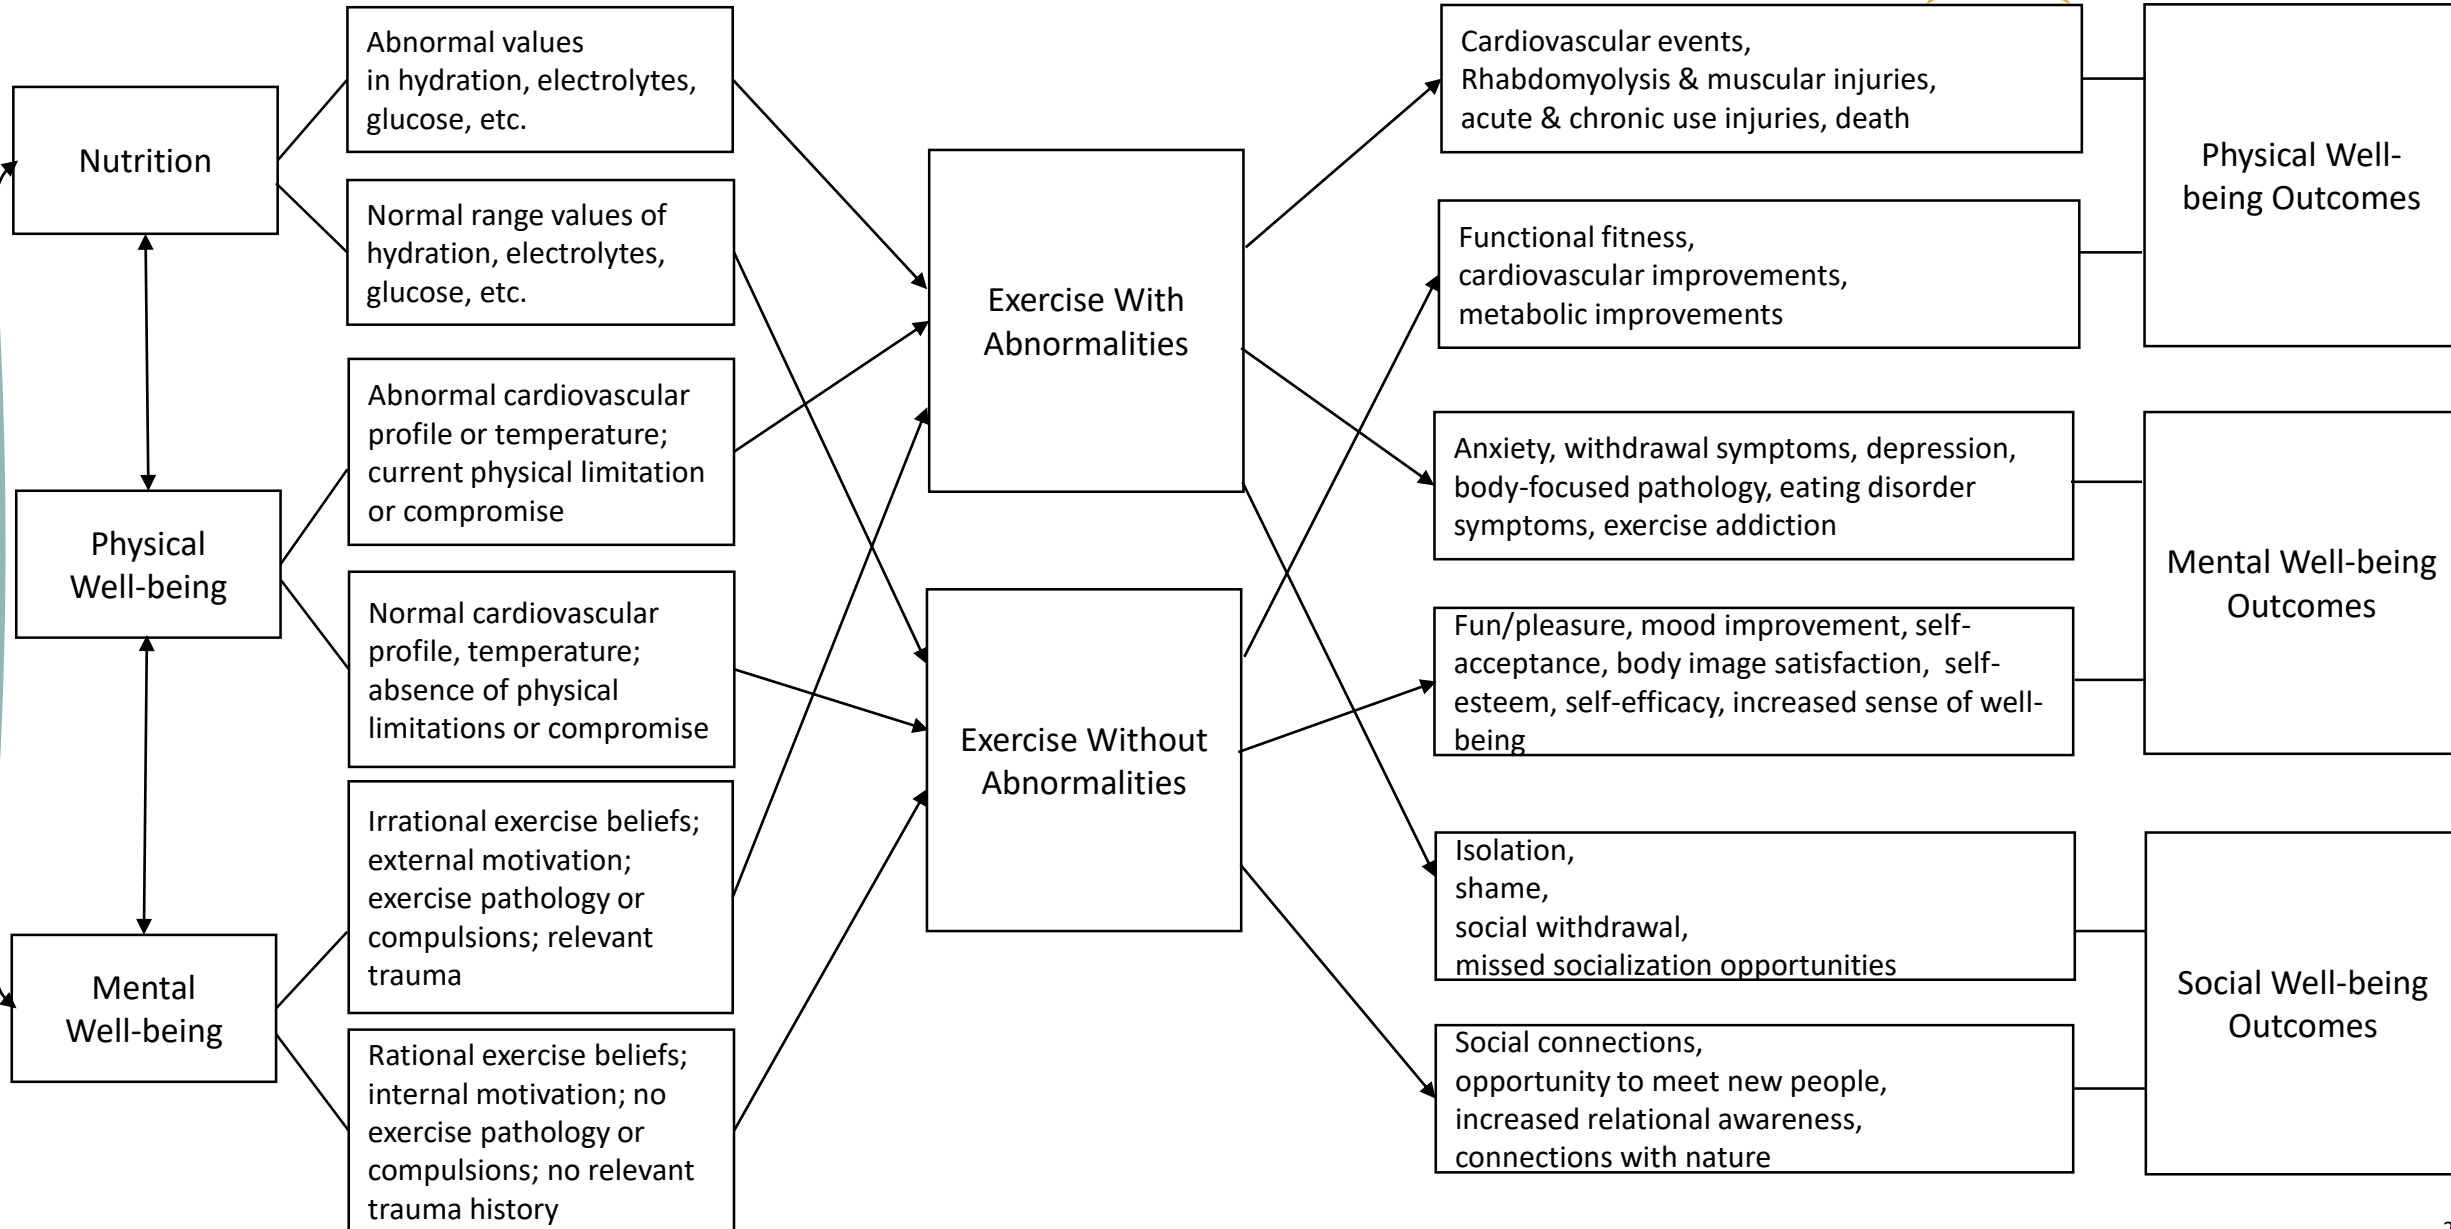 Nutrition
Physical
Well-being
Mental
Well-being
Abnormal values
in hydration, electrolytes,
glucose, etc.
Normal range values of
hydration, electrolytes,
glucose, etc.
Abnormal cardiovascular
profile or temperature;
current physical limitation
or compromise
Normal cardiovascular
profile, temperature;
absence of physical
limitations or compromise
Irrational exercise beliefs;
external motivation;
exercise pathology or
compulsions; relevant
trauma
Rational exercise beliefs;
internal motivation; no
exercise pathology or
compulsions; no relevant
trauma history
Exercise With
Abnormalities
Exercise Without
Abnormalities
Cardiovascular events,
Rhabdomyolysis & muscular injuries,
acute & chronic use injuries, death
Functional fitness,
cardiovascular improvements,
metabolic improvements
Anxiety, withdrawal symptoms, depression,
body-focused pathology, eating disorder
symptoms, exercise addiction
Fun/pleasure, mood improvement, self-
acceptance, body image satisfaction,  self-
esteem, self-efficacy, increased sense of well-
being
Isolation,
shame,
social withdrawal,
missed socialization opportunities
Social connections,
opportunity to meet new people,
increased relational awareness,
connections with nature
Physical Well-
being Outcomes
Mental Well-being
Outcomes
Social Well-being
Outcomes